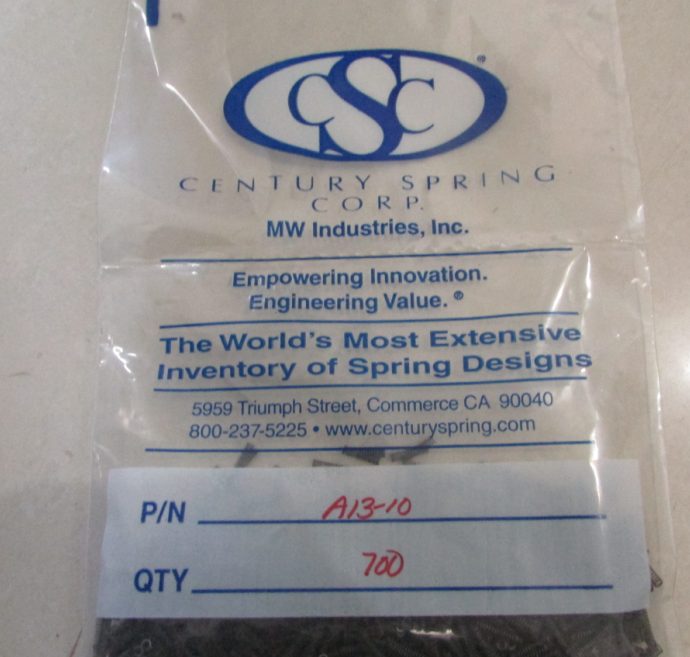 CSC®
CENTURY SPRING
CORP.
MW Industries, Inc.
Empowering Innovation.
Engineering Value.®
The World's Most Extensive
Inventory of Spring Designs
5959 Triumph Street, Commerce CA 90040
800-237-5225 • www.centuryspring.com
P/N A13-10
QTY 700